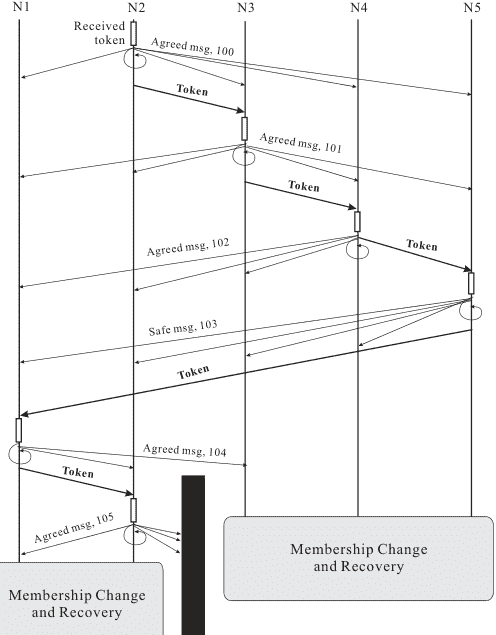 N1 N2 N3 N4 N5
Received
token
Agreed msg, 100
Token
Agreed msg, 101
Token
Agreed msg, 102
Token
Safe msg, 103
Token
Agreed msg, 104
Token
Agreed msg, 105
Membership Change
and Recovery
Membership Change
and Recovery